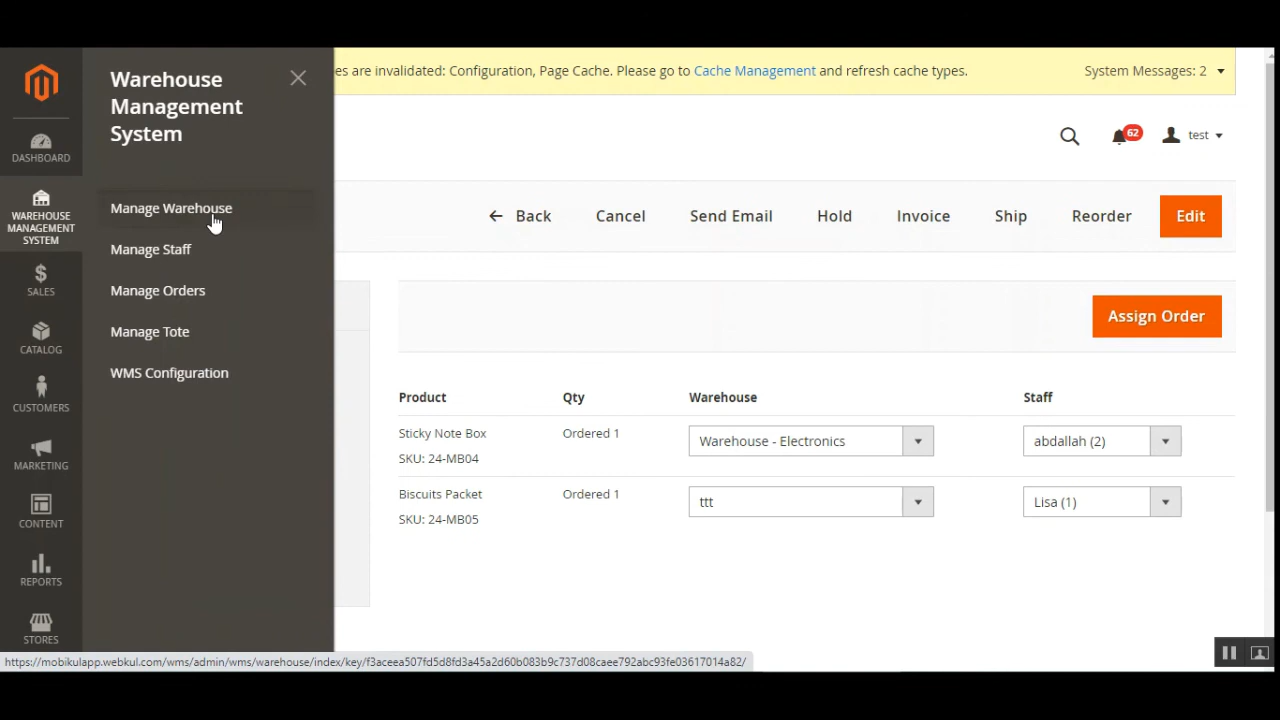 es are invalidated: Configuration, Page Cache. Please go to Cache Management and refresh cache types.
System Messages: 2
Warehouse
Management
System
62
test
DASHBOARD
WAREHOUSE
MANAGEMENT
SYSTEM
SALES
CATALOG
CUSTOMERS
MARKETING
CONTENT
REPORTS
STORES
Manage Warehouse
Manage Staff
Manage Orders
Manage Tote
WMS Configuration
Back Cancel Send Email Hold Invoice Ship Reorder Edit
Assign Order
Product Qty Warehouse Staff
Sticky Note Box Ordered 1 Warehouse - Electronics abdallah (2)
SKU: 24-MB04
Biscuits Packet Ordered 1 ttt Lisa (1)
SKU: 24-MB05
https://mobikulapp.webkul.com/wms/admin/wms/warehouse/index/key/f3aceea507fd5d8fd3a45a2d60b083b9c737d08caee792abc93fe03617014a82/